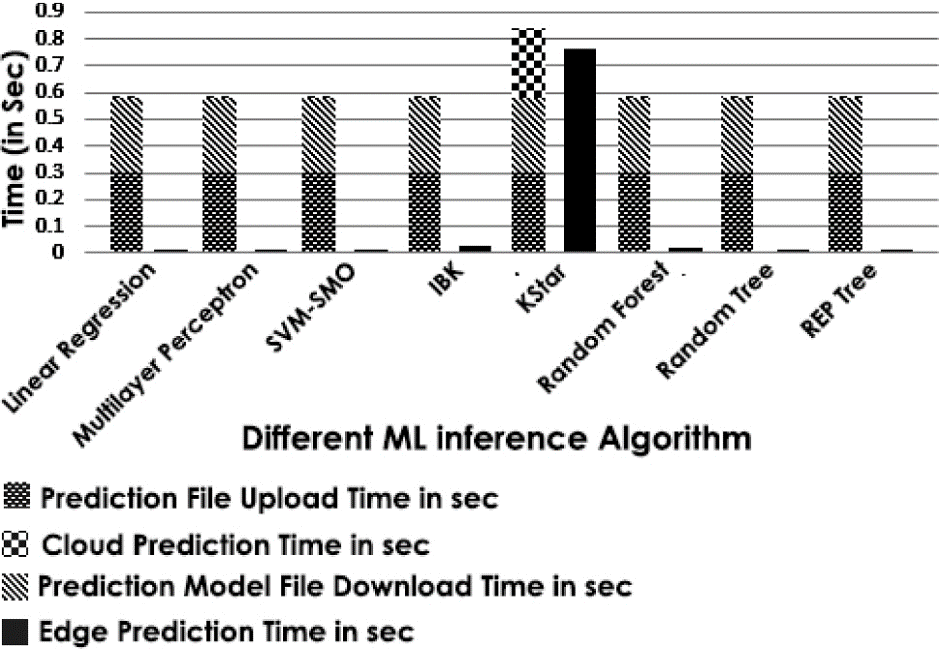 0.9
0.8
0.7
0.6
0.5
0.4
0.3
0.2
0.1
0
Time (in Sec)
Linear Regression
Multilayer Perceptron
SVM-SMO
IBK
KStar
Random Forest
Random Tree
REP Tree
Different ML inference Algorithm
Prediction File Upload Time in sec
Cloud Prediction Time in sec
Prediction Model File Download Time in sec
Edge Prediction Time in sec